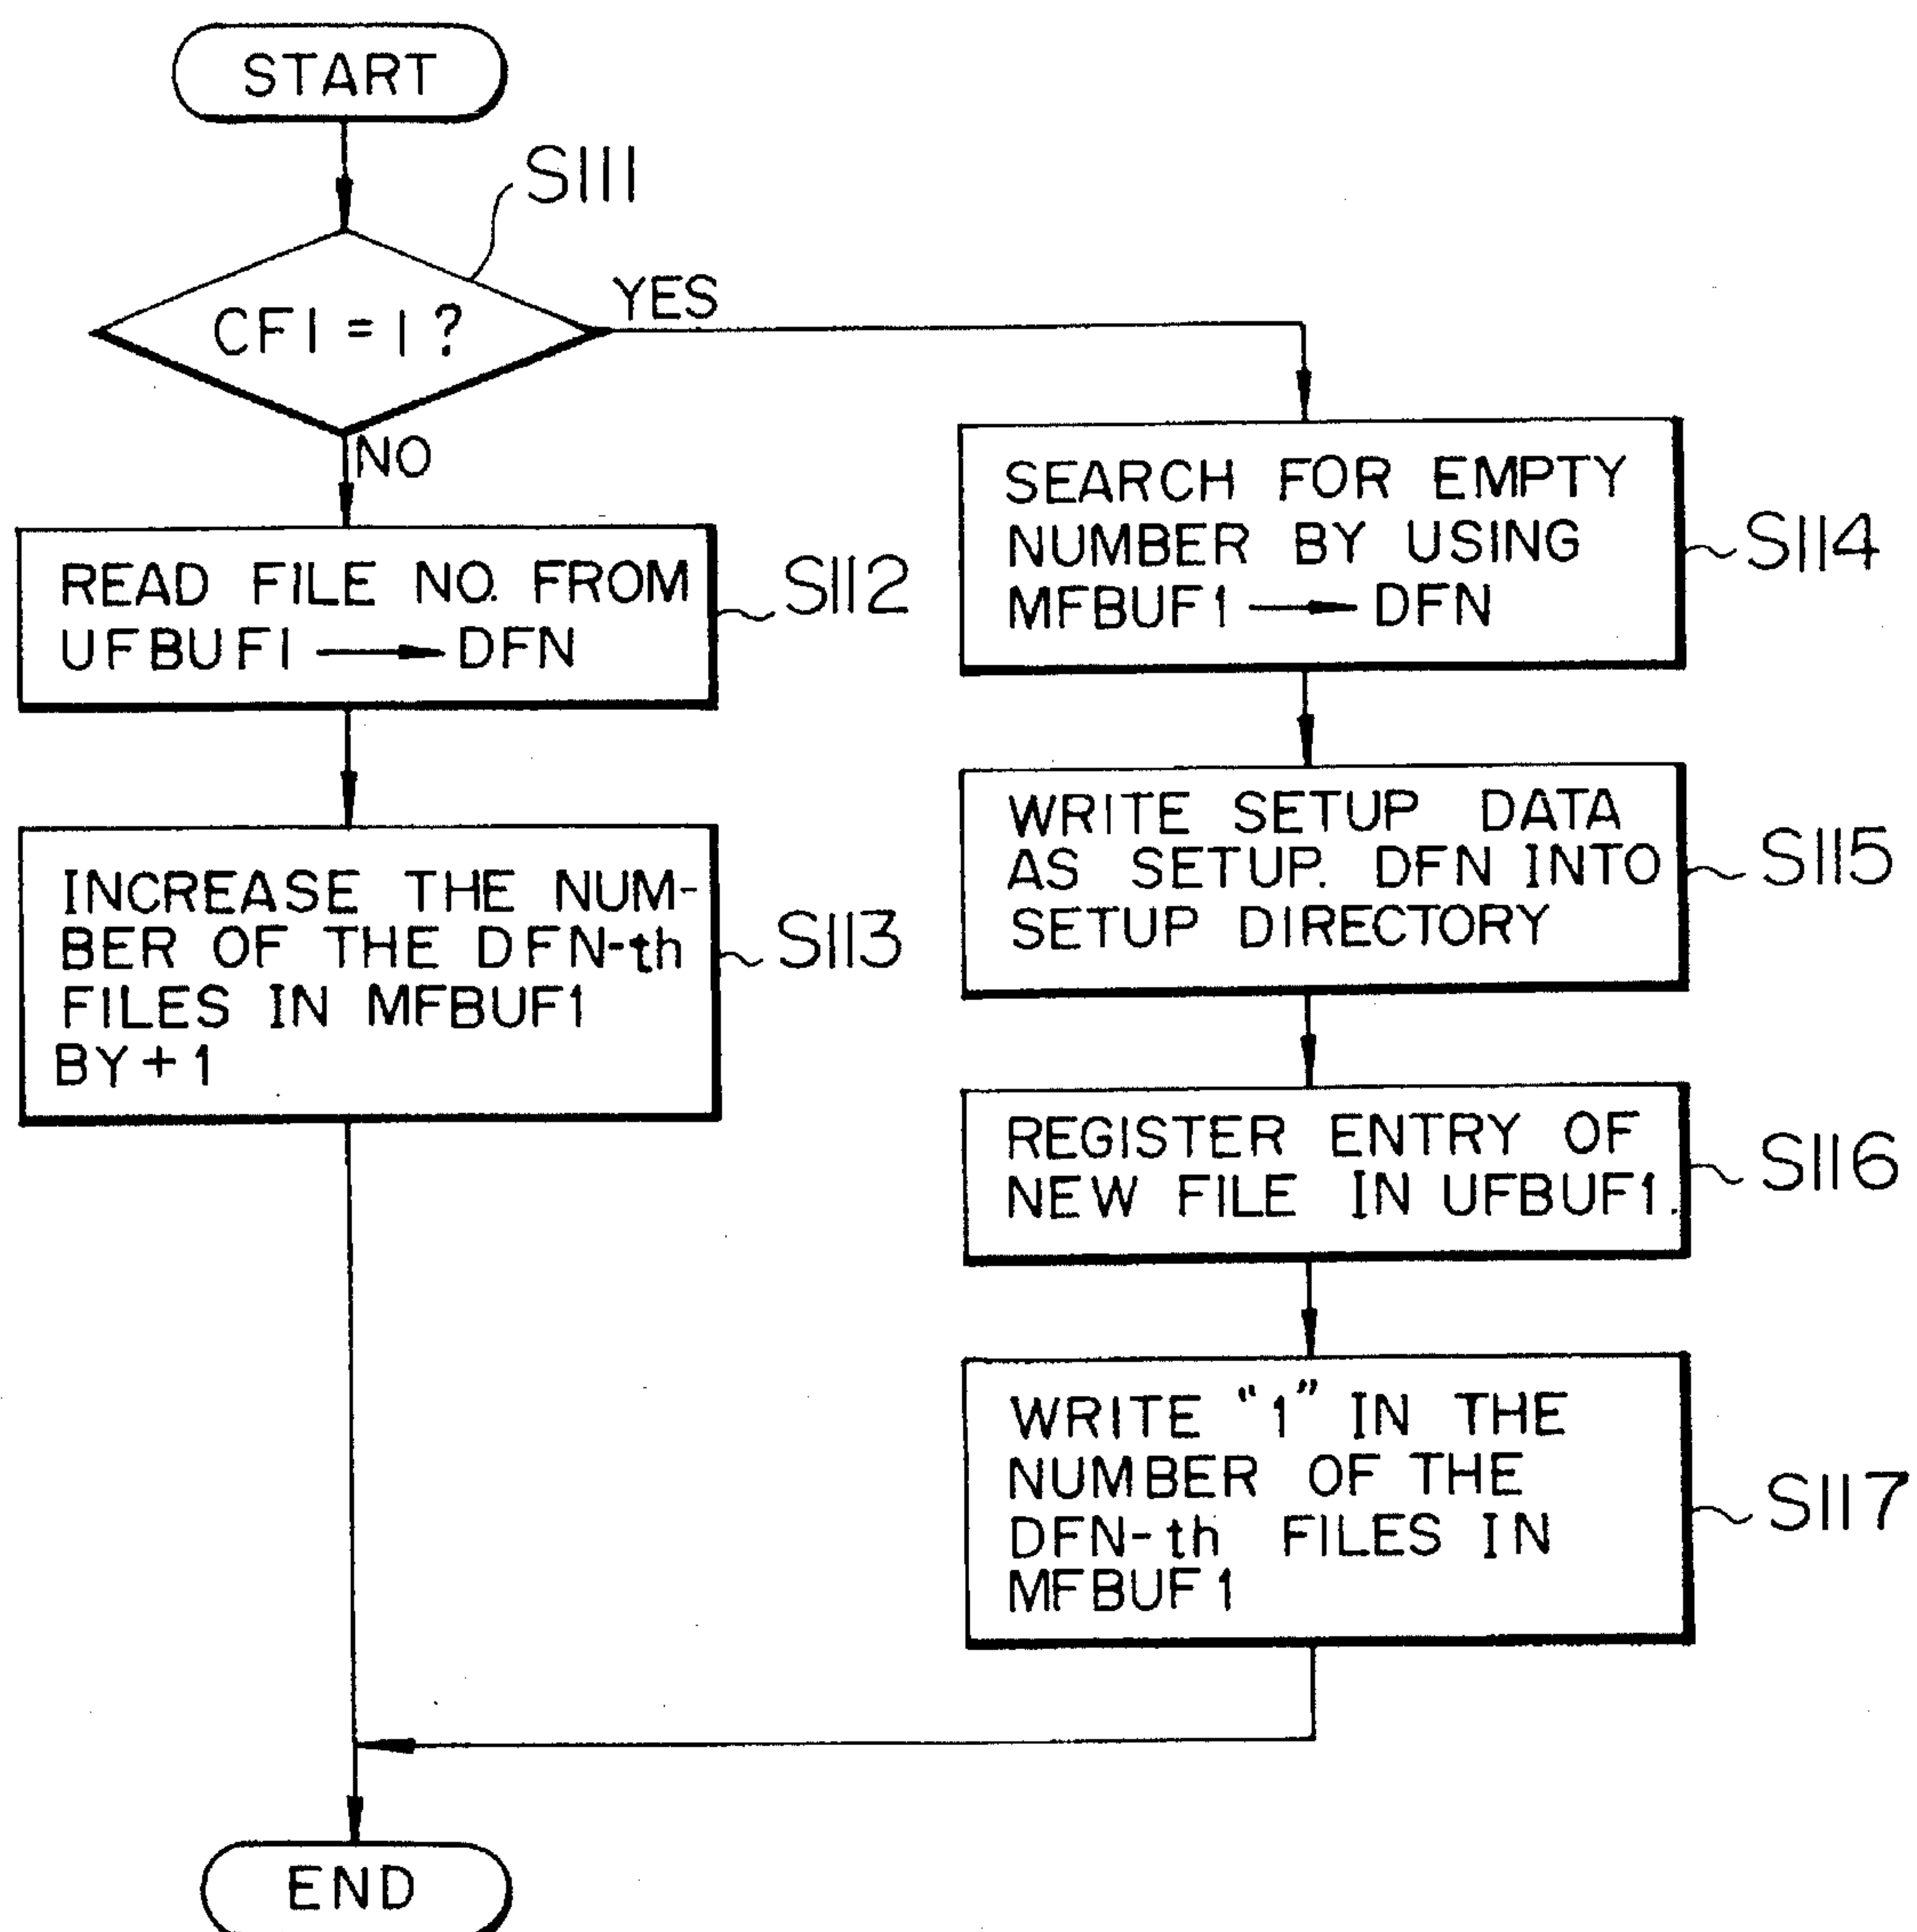 START
S111
CF1 = 1 ?
YES
NO
READ FILE NO. FROM
UFBUF1 → DFN
S112
INCREASE THE NUM-
BER OF THE DFN-th
FILES IN MFBUF1
BY +1
S113
SEARCH FOR EMPTY
NUMBER BY USING
MFBUF1 → DFN
S114
WRITE SETUP DATA
AS SETUP. DFN INTO
SETUP DIRECTORY
S115
REGISTER ENTRY OF
NEW FILE IN UFBUF1.
S116
WRITE "1" IN THE
NUMBER OF THE
DFN-th FILES IN
MFBUF1
S117
END